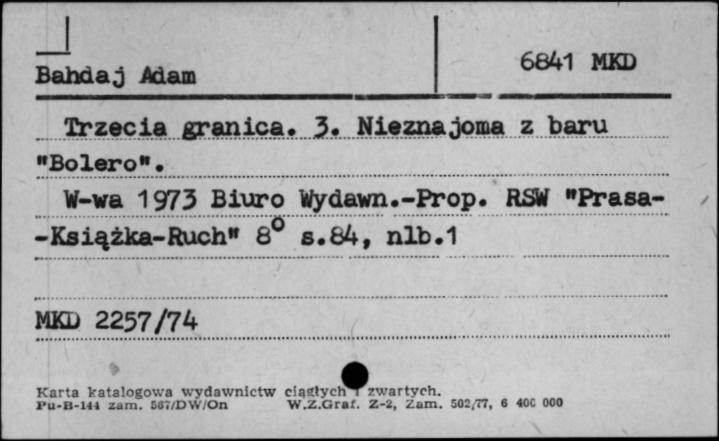 Bahdaj Adam
6841 MKD
Trzecia granica. 3. Nieznajoma z baru
"Bolero".
W-wa 1973 Biuro Wydawn.-Prop. RSW "Prasa-
-Książka-Ruch" 8° s.84, nlb.1
MKD 2257/74
Karta katalogowa wydawnictw ciągłych i zwartych.
Pu-B-144 zam. 567/DW/On W.Z.Graf. Z-2, Zam. 502/77, 6 400 000